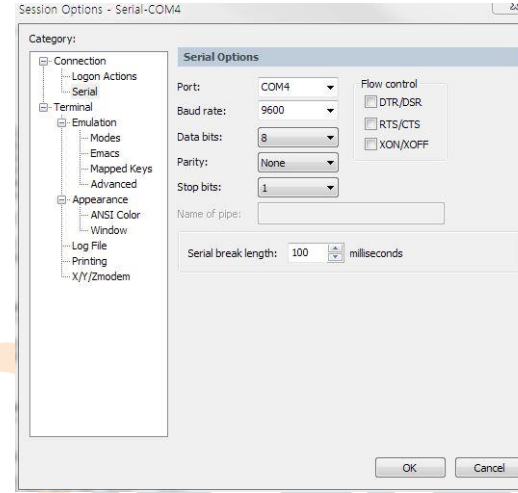 Session Options - Serial-COM4
Category:
Connection
Logon Actions
Serial
Terminal
Emulation
Modes
Emacs
Mapped Keys
Advanced
Appearance
ANSI Color
Window
Log File
Printing
X/Y/Zmodem
Serial Options
Port: COM4
Baud rate: 9600
Data bits: 8
Parity: None
Stop bits: 1
Name of pipe:
Flow control
DTR/DSR
RTS/CTS
XON/XOFF
Serial break length: 100 milliseconds
OK Cancel